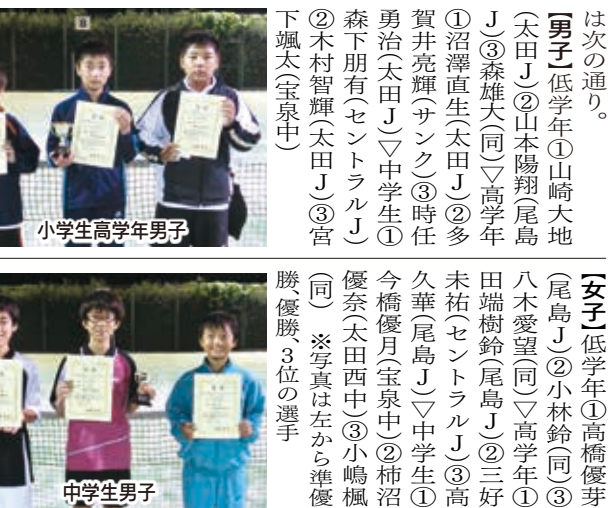 は次の通り。
【男子】低学年①山崎大地
(太田J)②山本陽翔(尾島
J)③森雄大(同)▽高学年
①沼澤直生(太田J)②多
賀井亮輝(サンク)③時任
勇治(太田J)▽中学生①
森下朋有(セントラルJ)
②木村智輝(太田J)③宮
下颯太(宝泉中)
小学生高学年男子
【女子】低学年①高橋優芽
(尾島J)②小林鈴(同)③
八木愛望(同)▽高学年①
田端樹鈴(尾島J)②三好
未祐(セントラルJ)③高
久華(尾島J)▽中学生①
今橋優月(宝泉中)②柿沼
優奈(太田西中)③小嶋楓
(同) ※写真は左から準優
勝、優勝、3位の選手
中学生男子